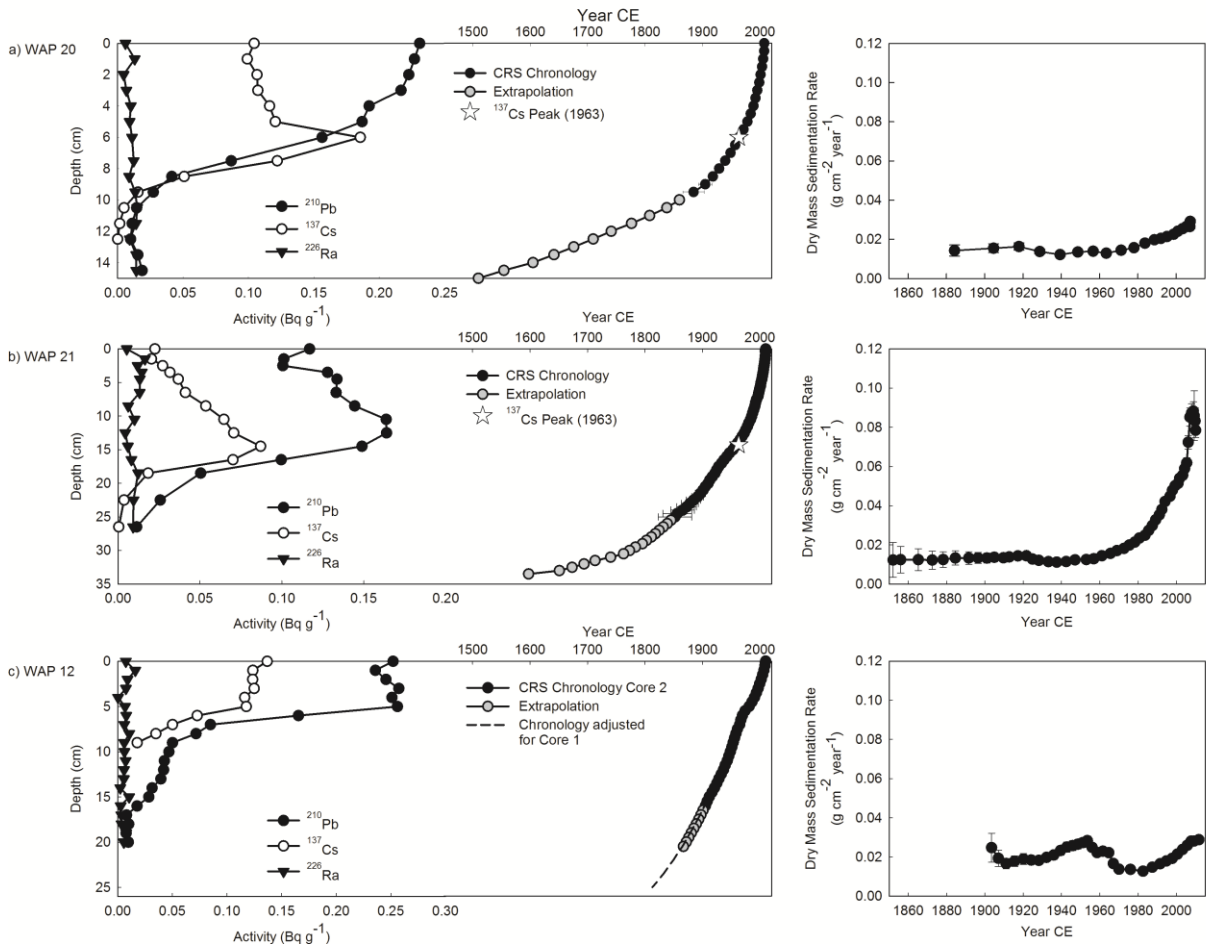 Year CE
1500 1600 1700 1800 1900 2000
a) WAP 20
0
2
4
6
8
10
12
14
Depth (cm)
210Pb
137Cs
226Ra
0.00 0.05 0.10 0.15 0.20 0.25
Activity (Bq g-1)
CRS Chronology
Extrapolation
137Cs Peak (1963)
0.12
0.10
0.08
0.06
0.04
0.02
0.00
Dry Mass Sedimentation Rate
(g cm-2 year-1)
1860 1880 1900 1920 1940 1960 1980 2000
Year CE
Year CE
1500 1600 1700 1800 1900 2000
b) WAP 21
0
5
10
15
20
25
30
35
Depth (cm)
210Pb
137Cs
226Ra
0.00 0.05 0.10 0.15 0.20
Activity (Bq g-1)
CRS Chronology
Extrapolation
137Cs Peak (1963)
0.12
0.10
0.08
0.06
0.04
0.02
0.00
Dry Mass Sedimentation Rate
(g cm-2 year-1)
1860 1880 1900 1920 1940 1960 1980 2000
Year CE
Year CE
1500 1600 1700 1800 1900 2000
c) WAP 12
0
5
10
15
20
25
Depth (cm)
210Pb
137Cs
226Ra
0.00 0.05 0.10 0.15 0.20 0.25 0.30
Activity (Bq g-1)
CRS Chronology Core 2
Extrapolation
Chronology adjusted
for Core 1
0.12
0.10
0.08
0.06
0.04
0.02
0.00
Dry Mass Sedimentation Rate
(g cm-2 year-1)
1860 1880 1900 1920 1940 1960 1980 2000
Year CE